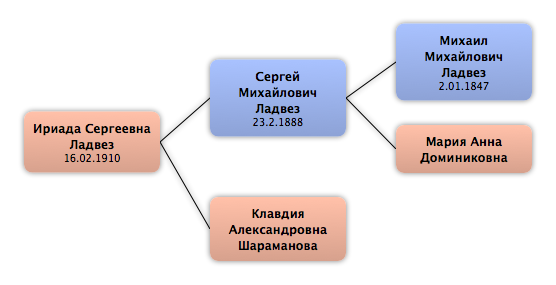 Ириада Сергеевна
Ладвез
16.02.1910
Сергей
Михайлович
Ладвез
23.2.1888
Клавдия
Александровна
Шараманова
Михаил
Михайлович
Ладвез
2.01.1847
Мария Анна
Доминиковна